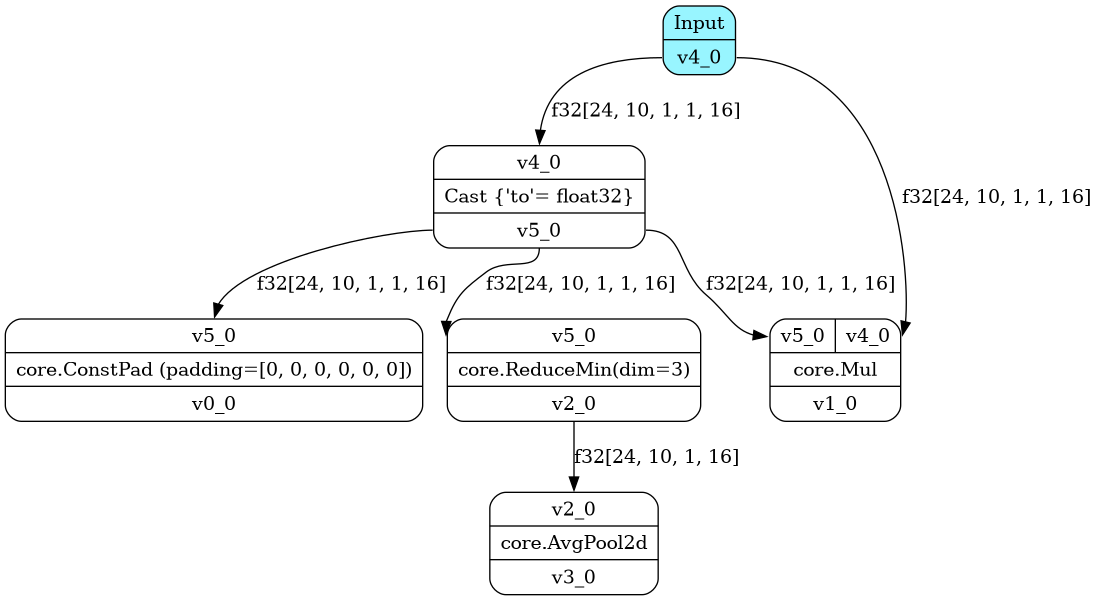 Input
v4_0
f32[24, 10, 1, 1, 16]
v4_0
Cast {'to'= float32}
f32[24, 10, 1, 1, 16]
v5_0
f32[24, 10, 1, 1, 16]
f32[24, 10, 1, 1, 16]
f32[24, 10, 1, 1, 16]
v5_0
core.ConstPad (padding=[0, 0, 0, 0, 0, 0])
v0_0
v5_0
core.ReduceMin(dim=3)
v2_0
v5_0 v4_0
core.Mul
v1_0
f32[24, 10, 1, 16]
v2_0
core.AvgPool2d
v3_0